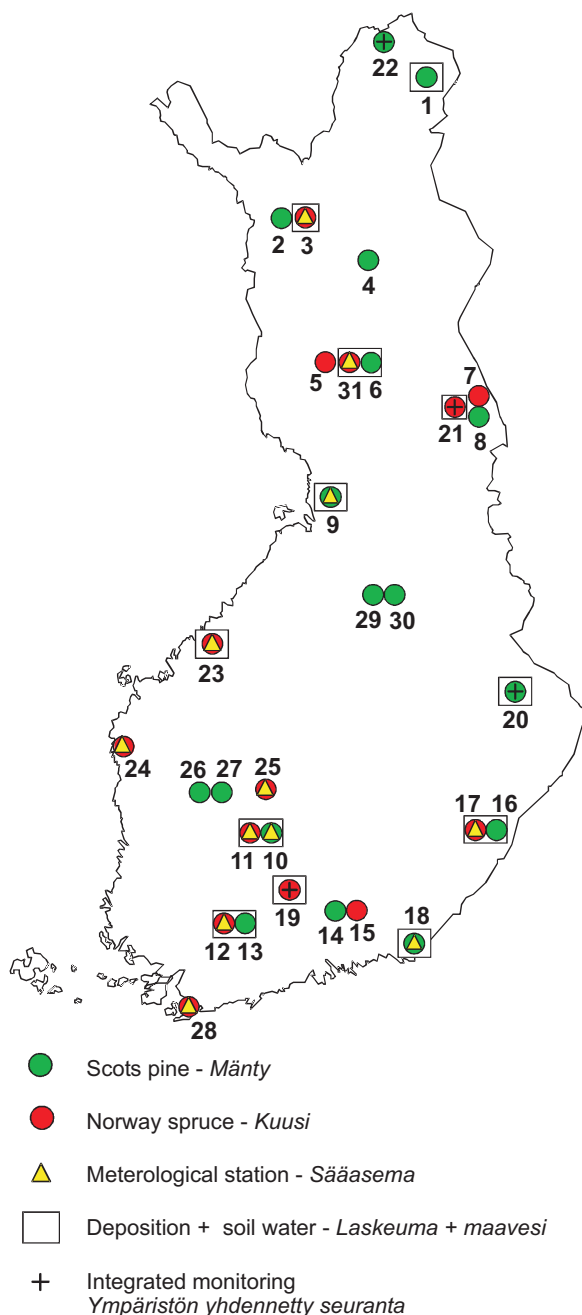 22
1
2 3
4
5 31 6
7
21 8
9
29 30
23
20
24
26 27 25
17 16
11 10
19
14 15
18
12 13
28
Scots pine - Mänty
Norway spruce - Kuusi
Meterological station - Sääasema
Deposition + soil water - Laskeuma + maavesi
Integrated monitoring
Ympäristön yhdennetty seuranta